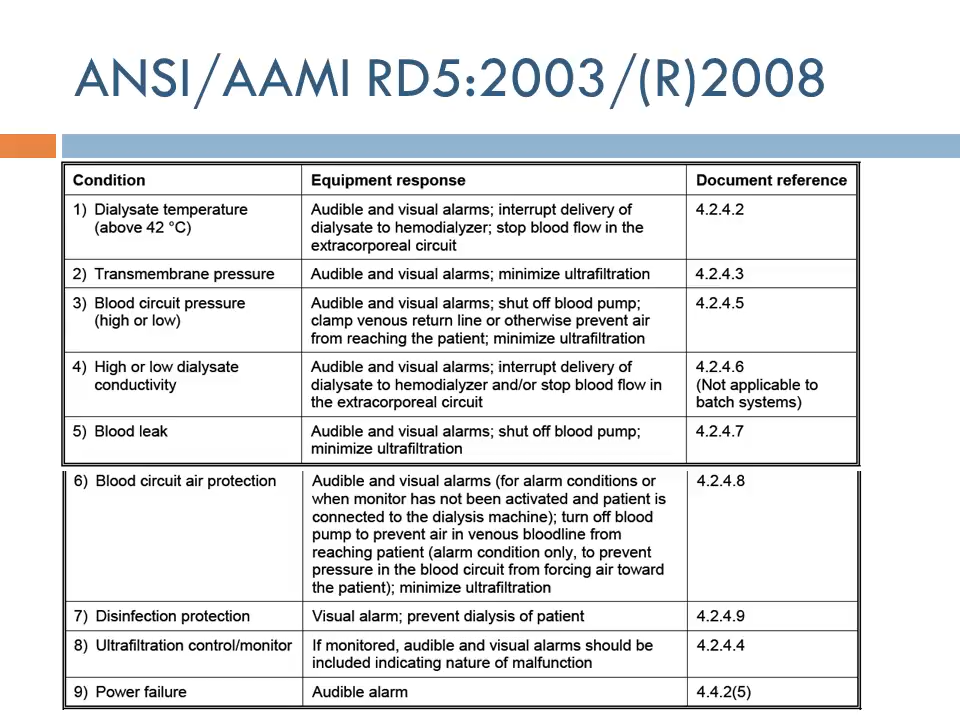 ANSI/AAMI RD5:2003/(R)2008
Condition
Equipment response
Document reference
1) Dialysate temperature
(above 42 °C)
Audible and visual alarms; interrupt delivery of
dialysate to hemodialyzer; stop blood flow in the
extracorporeal circuit
4.2.4.2
2) Transmembrane pressure
Audible and visual alarms; minimize ultrafiltration
4.2.4.3
3) Blood circuit pressure
(high or low)
Audible and visual alarms; shut off blood pump;
clamp venous return line or otherwise prevent air
from reaching the patient; minimize ultrafiltration
4.2.4.5
4) High or low dialysate
conductivity
Audible and visual alarms; interrupt delivery of
dialysate to hemodialyzer and/or stop blood flow in
the extracorporeal circuit
4.2.4.6
(Not applicable to
batch systems)
5) Blood leak
Audible and visual alarms; shut off blood pump;
minimize ultrafiltration
4.2.4.7
6) Blood circuit air protection
Audible and visual alarms (for alarm conditions or
when monitor has not been activated and patient is
connected to the dialysis machine); turn off blood
pump to prevent air in venous bloodline from
reaching patient (alarm condition only, to prevent
pressure in the blood circuit from forcing air toward
the patient); minimize ultrafiltration
4.2.4.8
7) Disinfection protection
Visual alarm; prevent dialysis of patient
4.2.4.9
8) Ultrafiltration control/monitor
If monitored, audible and visual alarms should be
included indicating nature of malfunction
4.2.4.4
9) Power failure
Audible alarm
4.4.2(5)